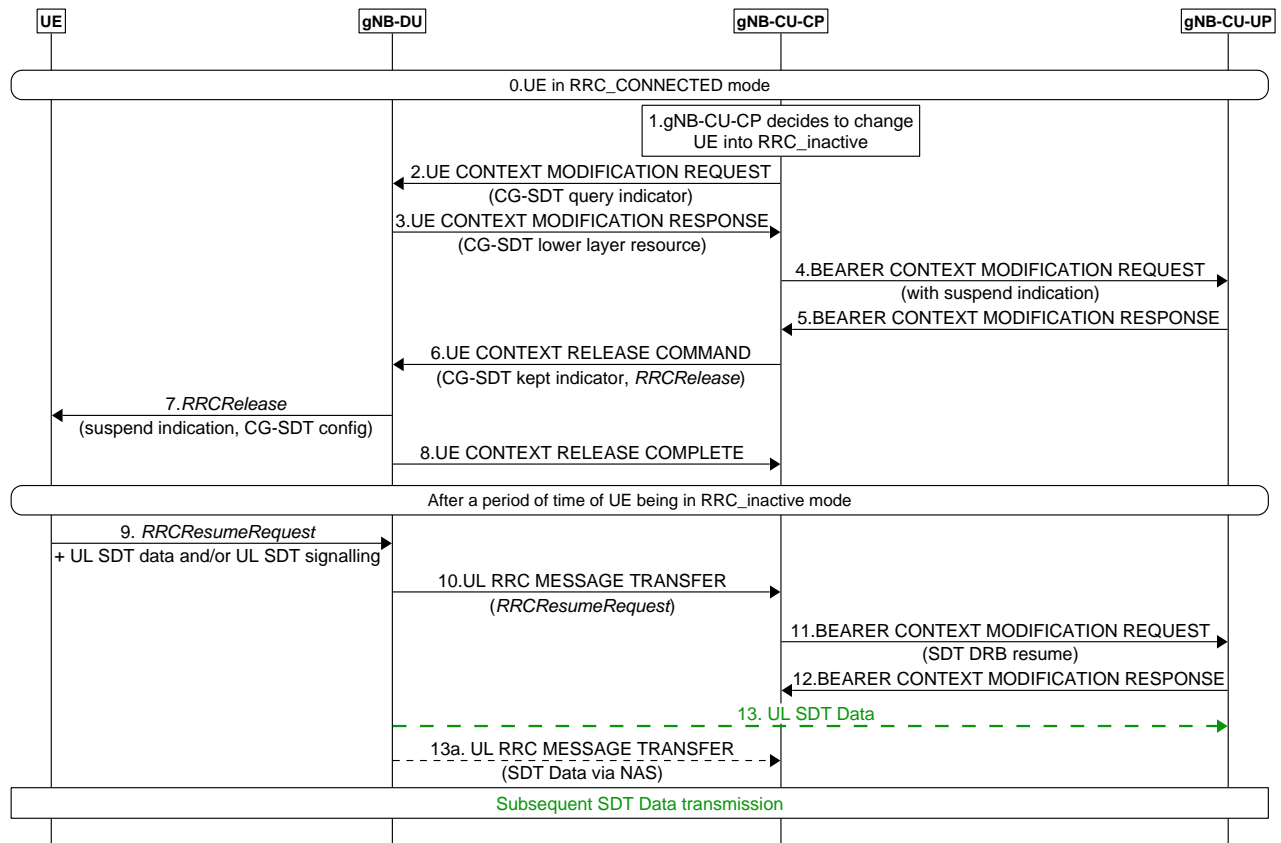 UE
gNB-DU
gNB-CU-CP
gNB-CU-UP
0.UE in RRC_CONNECTED mode
1.gNB-CU-CP decides to change
UE into RRC_inactive
2.UE CONTEXT MODIFICATION REQUEST
(CG-SDT query indicator)
3.UE CONTEXT MODIFICATION RESPONSE
(CG-SDT lower layer resource)
4.BEARER CONTEXT MODIFICATION REQUEST
(with suspend indication)
5.BEARER CONTEXT MODIFICATION RESPONSE
6.UE CONTEXT RELEASE COMMAND
(CG-SDT kept indicator, RRCRelease)
7.RRCRelease
(suspend indication, CG-SDT config)
8.UE CONTEXT RELEASE COMPLETE
After a period of time of UE being in RRC_inactive mode
9. RRCResumeRequest
+ UL SDT data and/or UL SDT signalling
10.UL RRC MESSAGE TRANSFER
(RRCResumeRequest)
11.BEARER CONTEXT MODIFICATION REQUEST
(SDT DRB resume)
12.BEARER CONTEXT MODIFICATION RESPONSE
13. UL SDT Data
13a. UL RRC MESSAGE TRANSFER
(SDT Data via NAS)
Subsequent SDT Data transmission